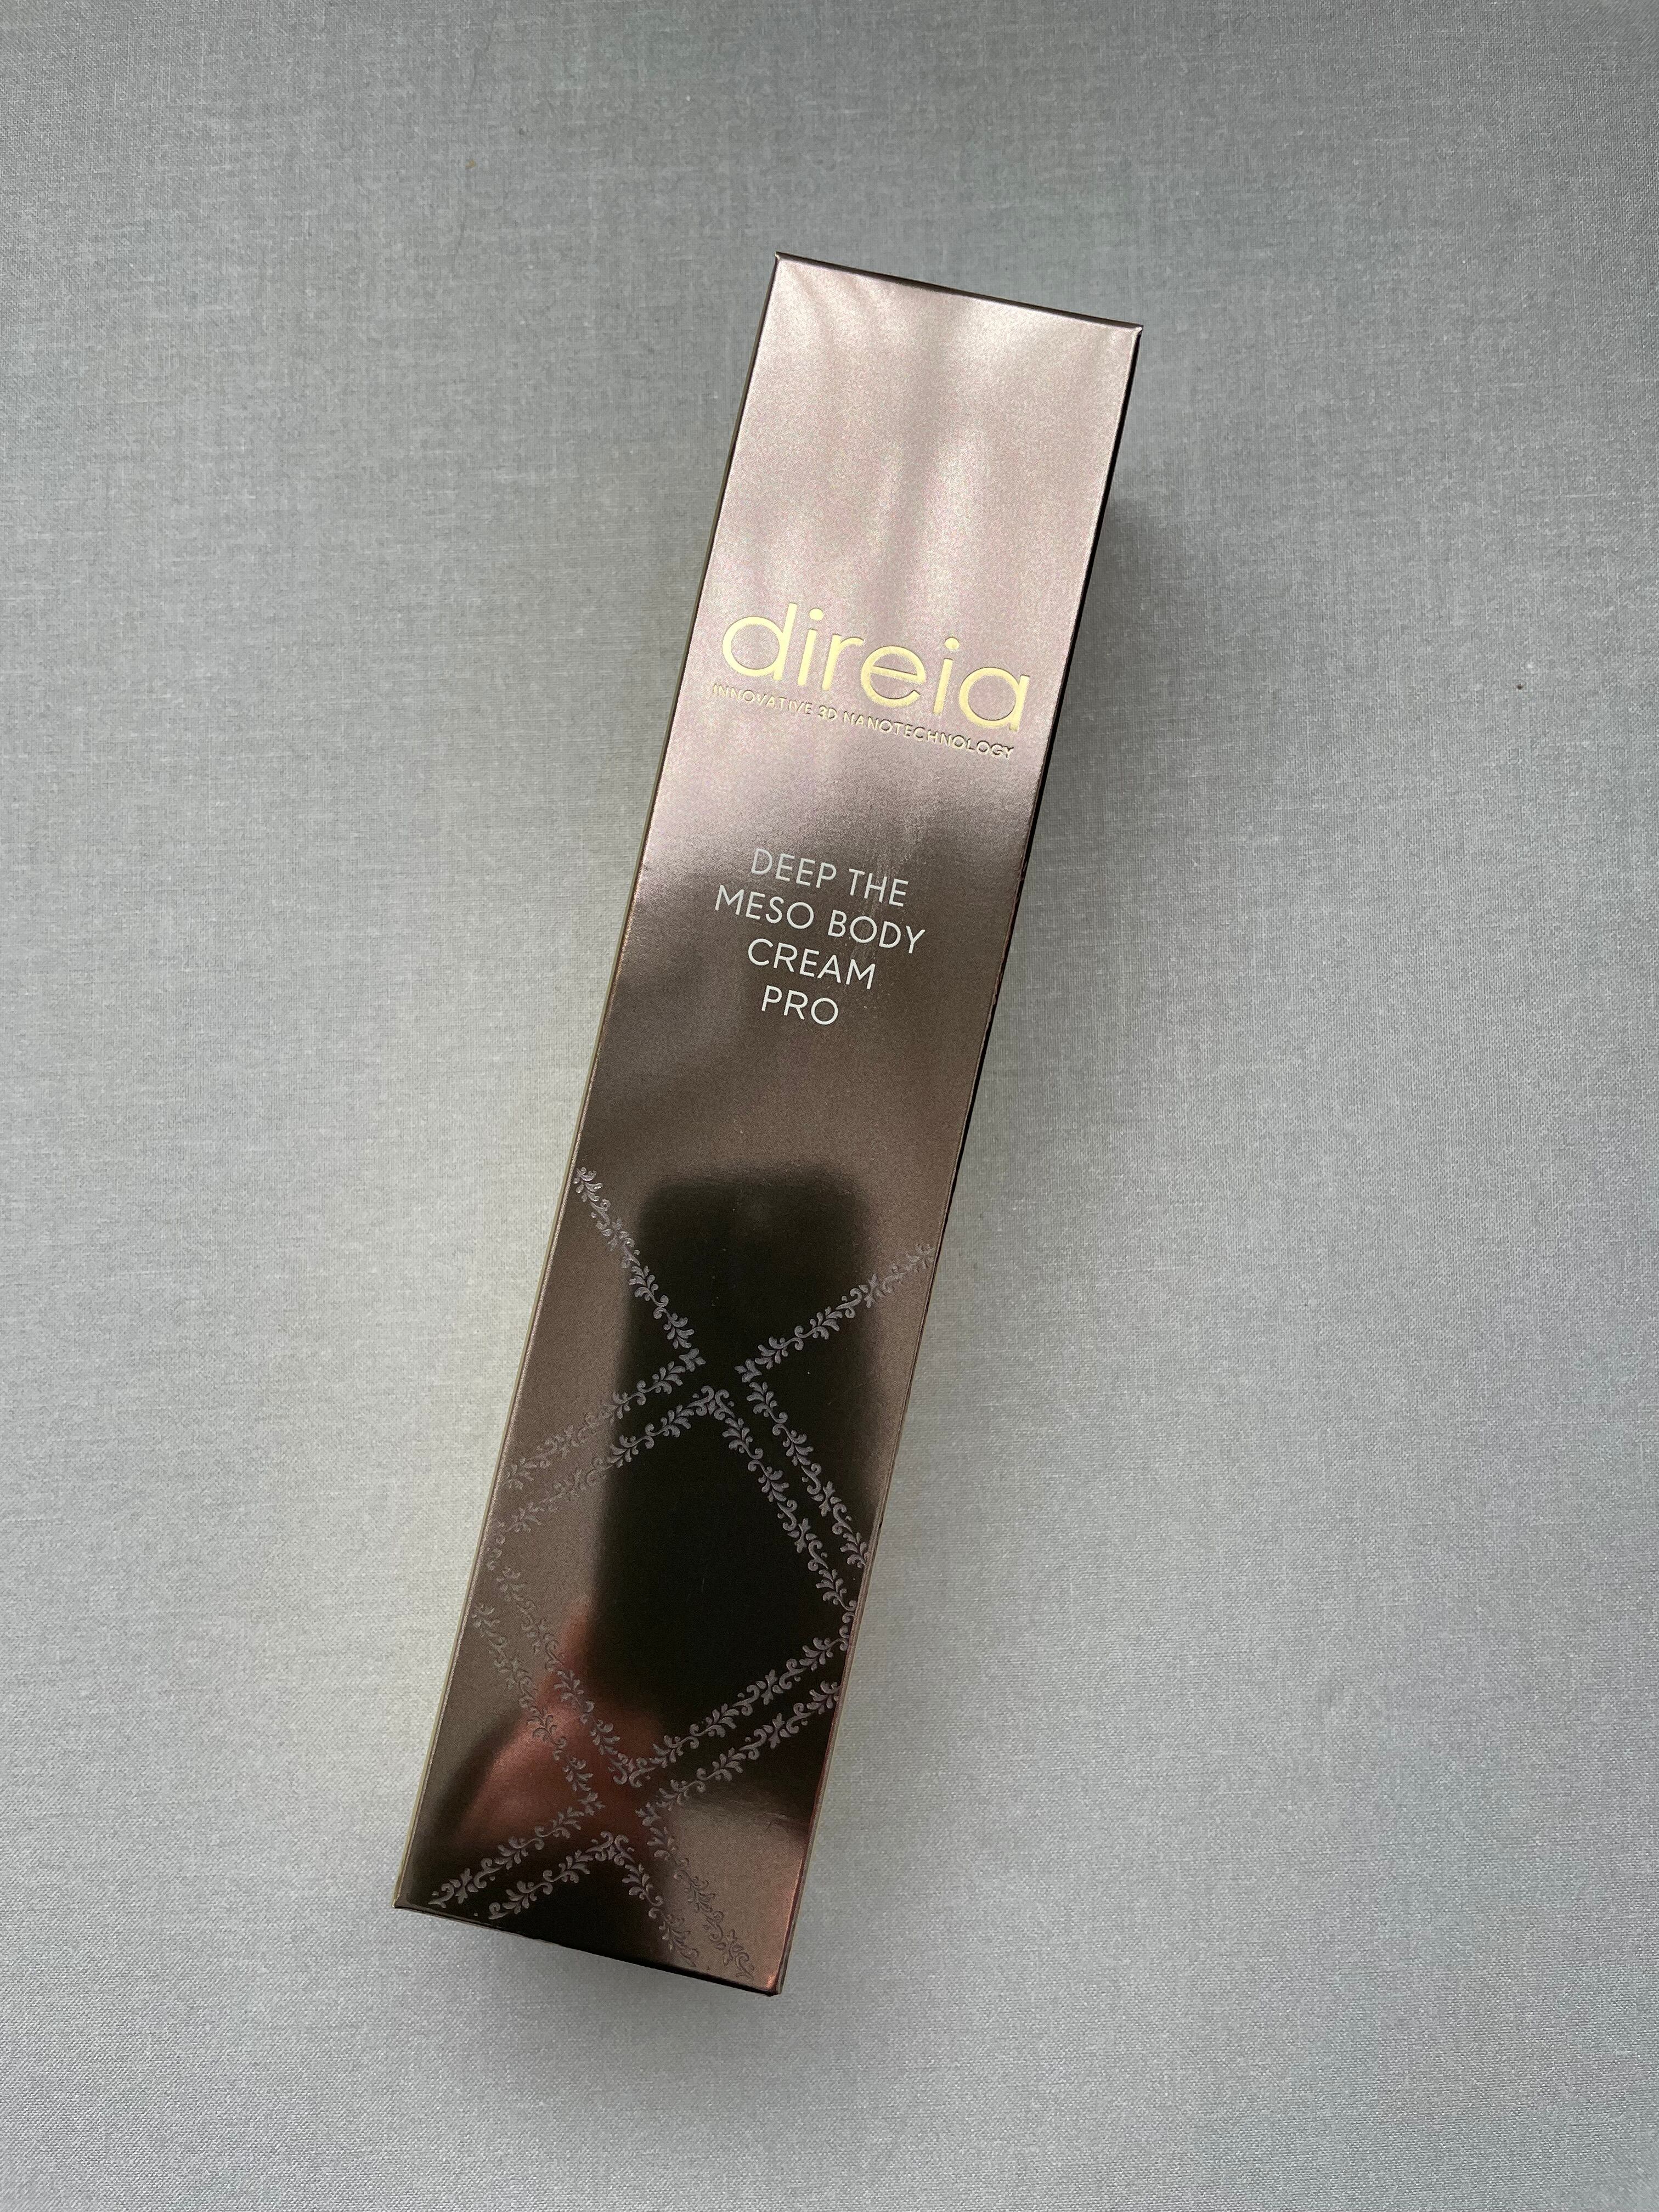 direia
INNOVATIVE 3D NANOTECHNOLOGY
DEEP THE
MESO BODY
CREAM
PRO